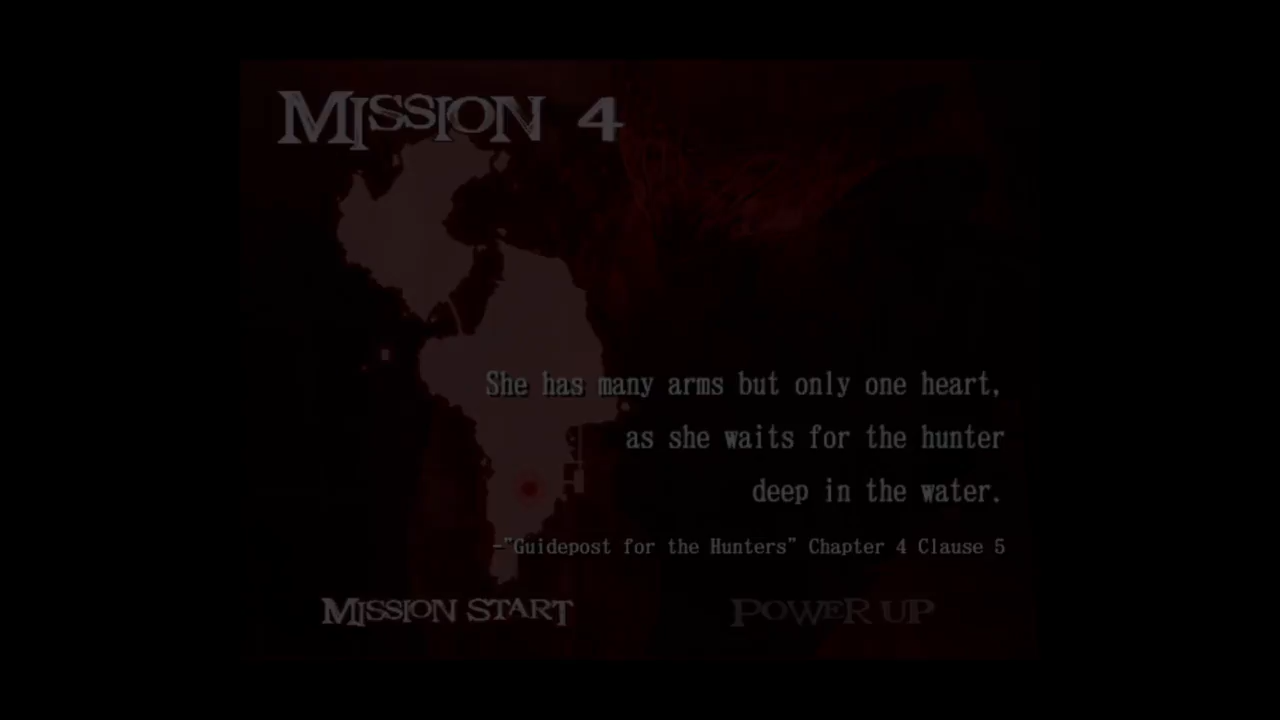 MISSION 4
She has many arms but only one heart,
as she waits for the hunter
deep in the water.
-"Guidepost for the Hunters" Chapter 4 Clause 5
MISSION START
POWER UP